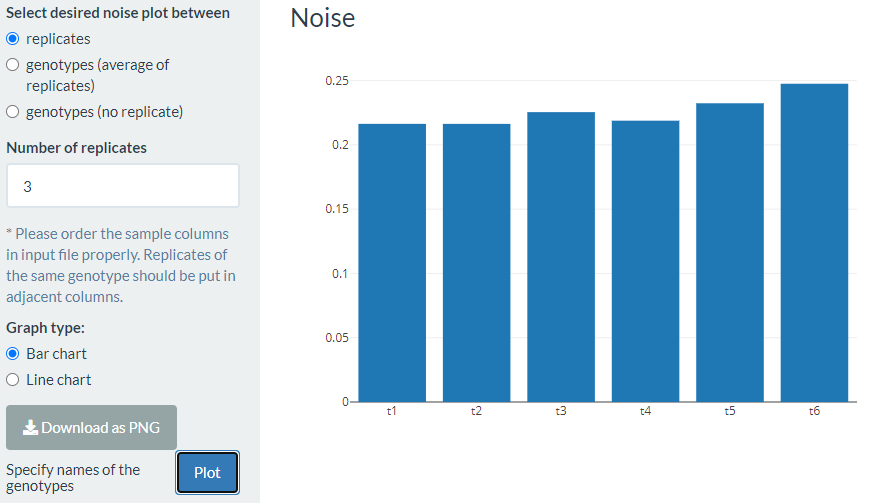 Select desired noise plot between
replicates
genotypes (average of
replicates)
genotypes (no replicate)
Number of replicates
3
* Please order the sample columns
in input file properly. Replicates of
the same genotype should be put in
adjacent columns.
Graph type:
Bar chart
Line chart
Download as PNG
Specify names of the
genotypes
Plot
Noise
0.25
0.2
0.15
0.1
0.05
0
t1
t2
t3
t4
t5
t6